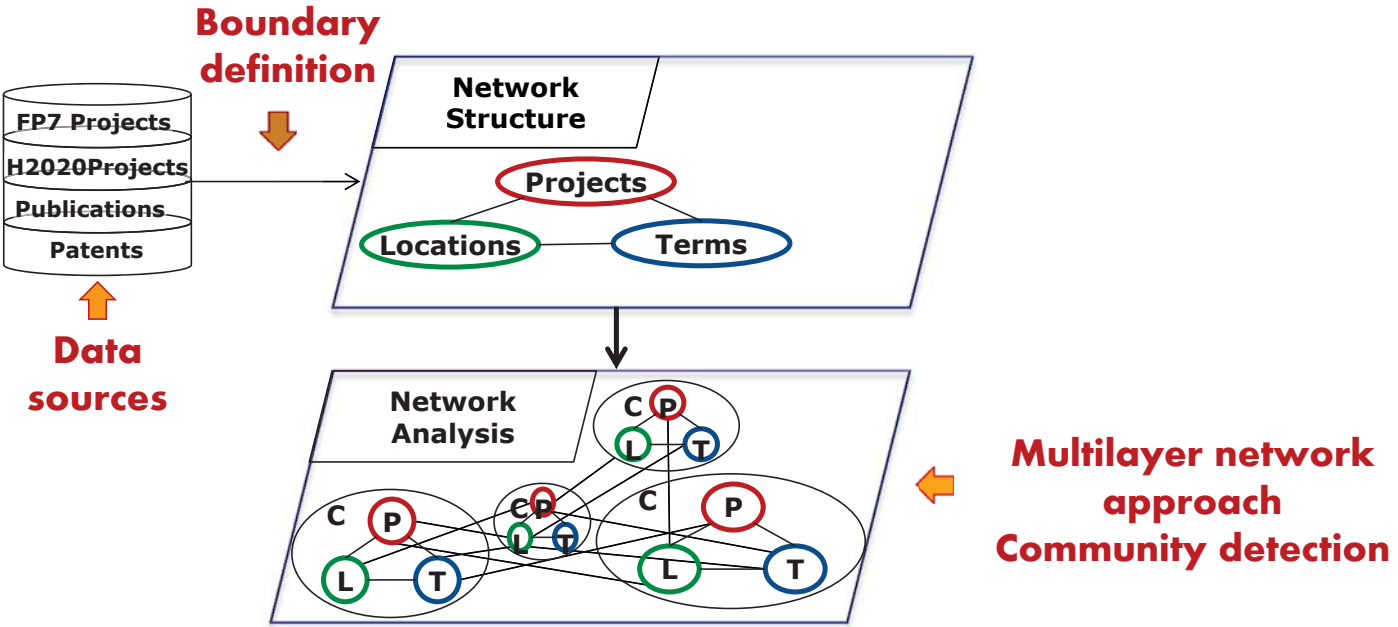 Boundary
definition
FP7 Projects
H2020Projects
Publications
Patents
Data
sources
Network
Structure
Projects
Locations
Terms
Network
Analysis
C P
L T
C P
L T
C P
L T
C P
L T
Multilayer network
approach
Community detection